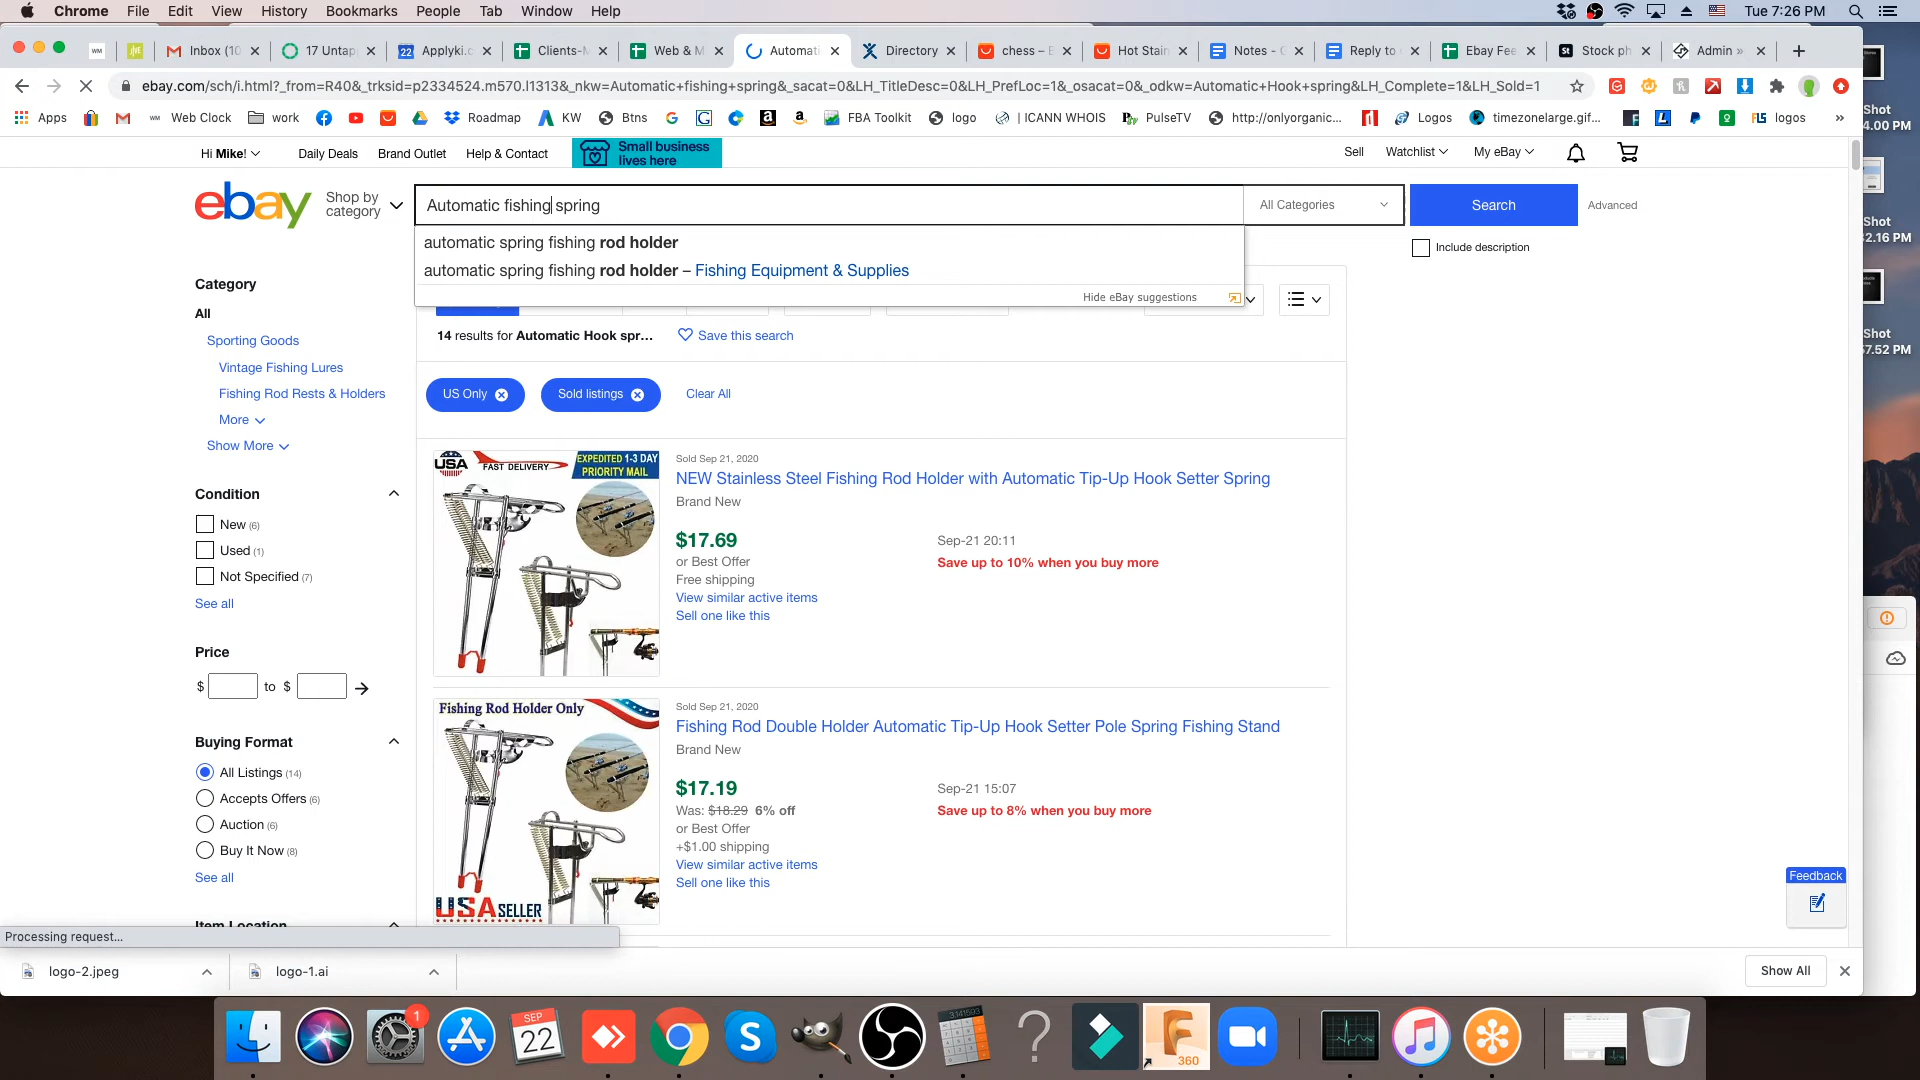 Chrome File Edit View History Bookmarks People Tab Window Help Tue 7:26 PM
WM Inbox (10 17 Untap Applyki.c Clients-M Web & M Automati Directory chess – E Hot Stain Notes - C Reply to Ebay Fee Stock ph Admin »
ebay.com/sch/i.html?_from=R40&_trksid=p2334524.m570.l1313&_nkw=Automatic+fishing+spring&_sacat=0&LH_TitleDesc=0&LH_PrefLoc=1&_osacat=0&_odkw=Automatic+Hook+spring&LH_Complete=1&LH_Sold=1
Apps Web Clock work Roadmap KW Btns FBA Toolkit logo | ICANN WHOIS PulseTV http://onlyorganic... Logos timezonelarge.gif... logos »
Shot
4.00 PM
Hi Mike! Daily Deals Brand Outlet Help & Contact Small business
lives here
Sell Watchlist My eBay
ebay Shop by
category
Automatic fishing spring All Categories Search Advanced
Include description
automatic spring fishing rod holder
automatic spring fishing rod holder – Fishing Equipment & Supplies
Hide eBay suggestions
Shot
2.16 PM
Shot
57.52 PM
Category
All
Sporting Goods
Vintage Fishing Lures
Fishing Rod Rests & Holders
More
Show More
Condition
New (6)
Used (1)
Not Specified (7)
See all
Price
$ to $
Buying Format
All Listings (14)
Accepts Offers (6)
Auction (6)
Buy It Now (8)
See all
Item Location
14 results for Automatic Hook spr... Save this search
US Only Sold listings Clear All
USA FAST DELIVERY EXPEDITED 1-3 DAY
PRIORITY MAIL
Sold Sep 21, 2020
NEW Stainless Steel Fishing Rod Holder with Automatic Tip-Up Hook Setter Spring
Brand New
$17.69 Sep-21 20:11
or Best Offer Save up to 10% when you buy more
Free shipping
View similar active items
Sell one like this
Fishing Rod Holder Only
USA SELLER
Sold Sep 21, 2020
Fishing Rod Double Holder Automatic Tip-Up Hook Setter Pole Spring Fishing Stand
Brand New
$17.19 Sep-21 15:07
Was: $18.29 6% off Save up to 8% when you buy more
or Best Offer
+$1.00 shipping
View similar active items
Sell one like this
Feedback
Processing request...
logo-2.jpeg logo-1.ai Show All
1
SEP
22
3.141593
360